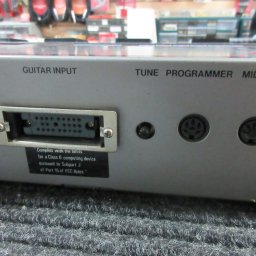 GUITAR INPUT
TUNE PROGRAMMER MID
Complies with the limits
for a Class B computing device
pursuant to Subpart J
of Part 15 of FCC Rules